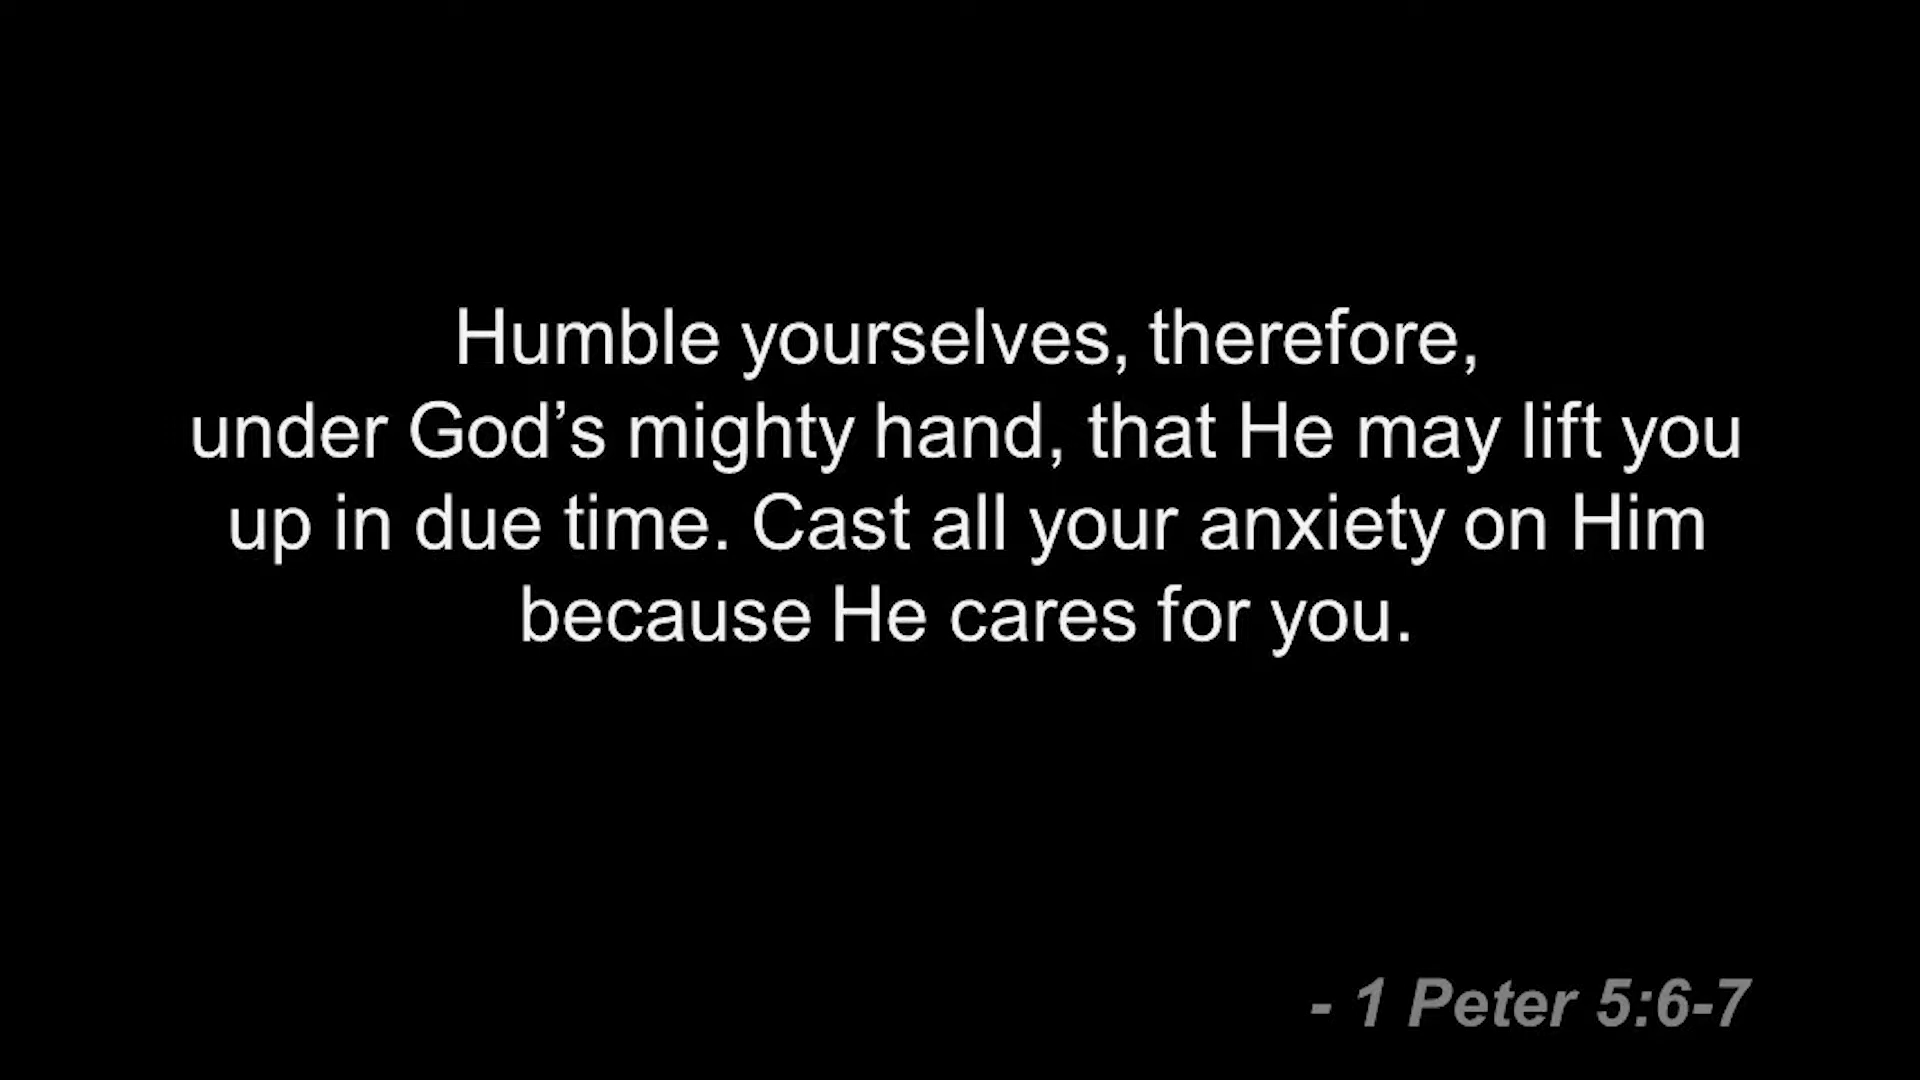 Humble yourselves, therefore,
under God’s mighty hand, that He may lift you
up in due time. Cast all your anxiety on Him
because He cares for you.
- 1 Peter 5:6-7